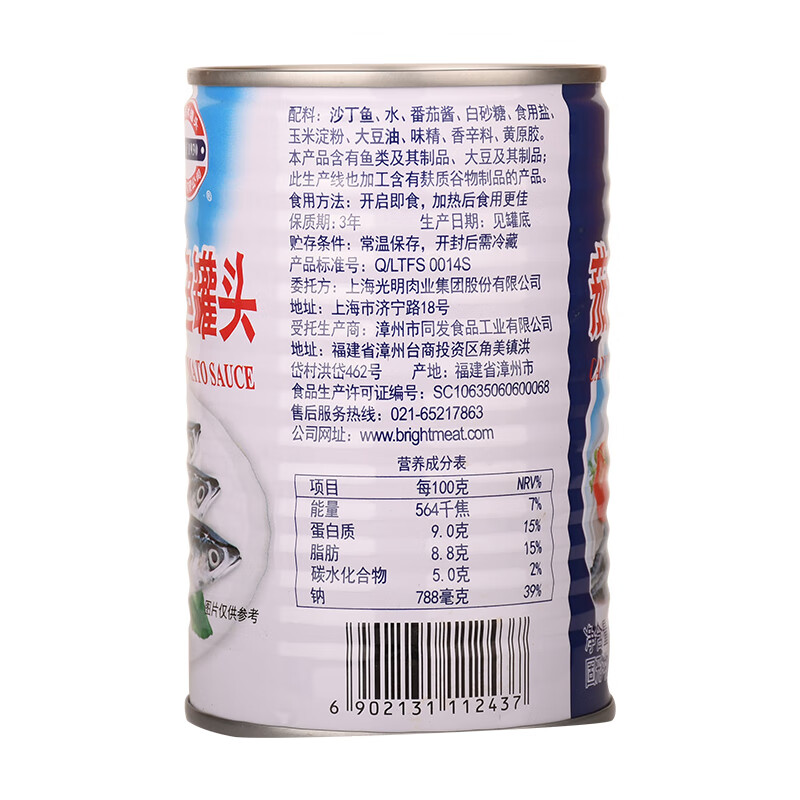 配料：沙丁鱼、水、番茄酱、白砂糖、食用盐、
玉米淀粉、大豆油、味精、香辛料、黄原胶。
本产品含有鱼类及其制品、大豆及其制品；
此生产线也加工含有麸质谷物制品的产品。
食用方法：开启即食，加热后食用更佳
保质期：3年 生产日期：见罐底
贮存条件：常温保存，开封后需冷藏
产品标准号：Q/LTFS 0014S
委托方：上海光明肉业集团股份有限公司
地址：上海市济宁路18号
受托生产商：漳州市同发食品工业有限公司
地址：福建省漳州台商投资区角美镇洪
岱村洪岱462号 产地：福建省漳州市
食品生产许可证编号：SC10635060600068
售后服务热线：021-65217863
公司网址：www.brightmeat.com
营养成分表
项目 每100克 NRV%
能量 564千焦 7%
蛋白质 9.0克 15%
脂肪 8.8克 15%
碳水化合物 5.0克 2%
钠 788毫克 39%
6 902131 112437
罐头
TO SAUCE
图片仅供参考
®